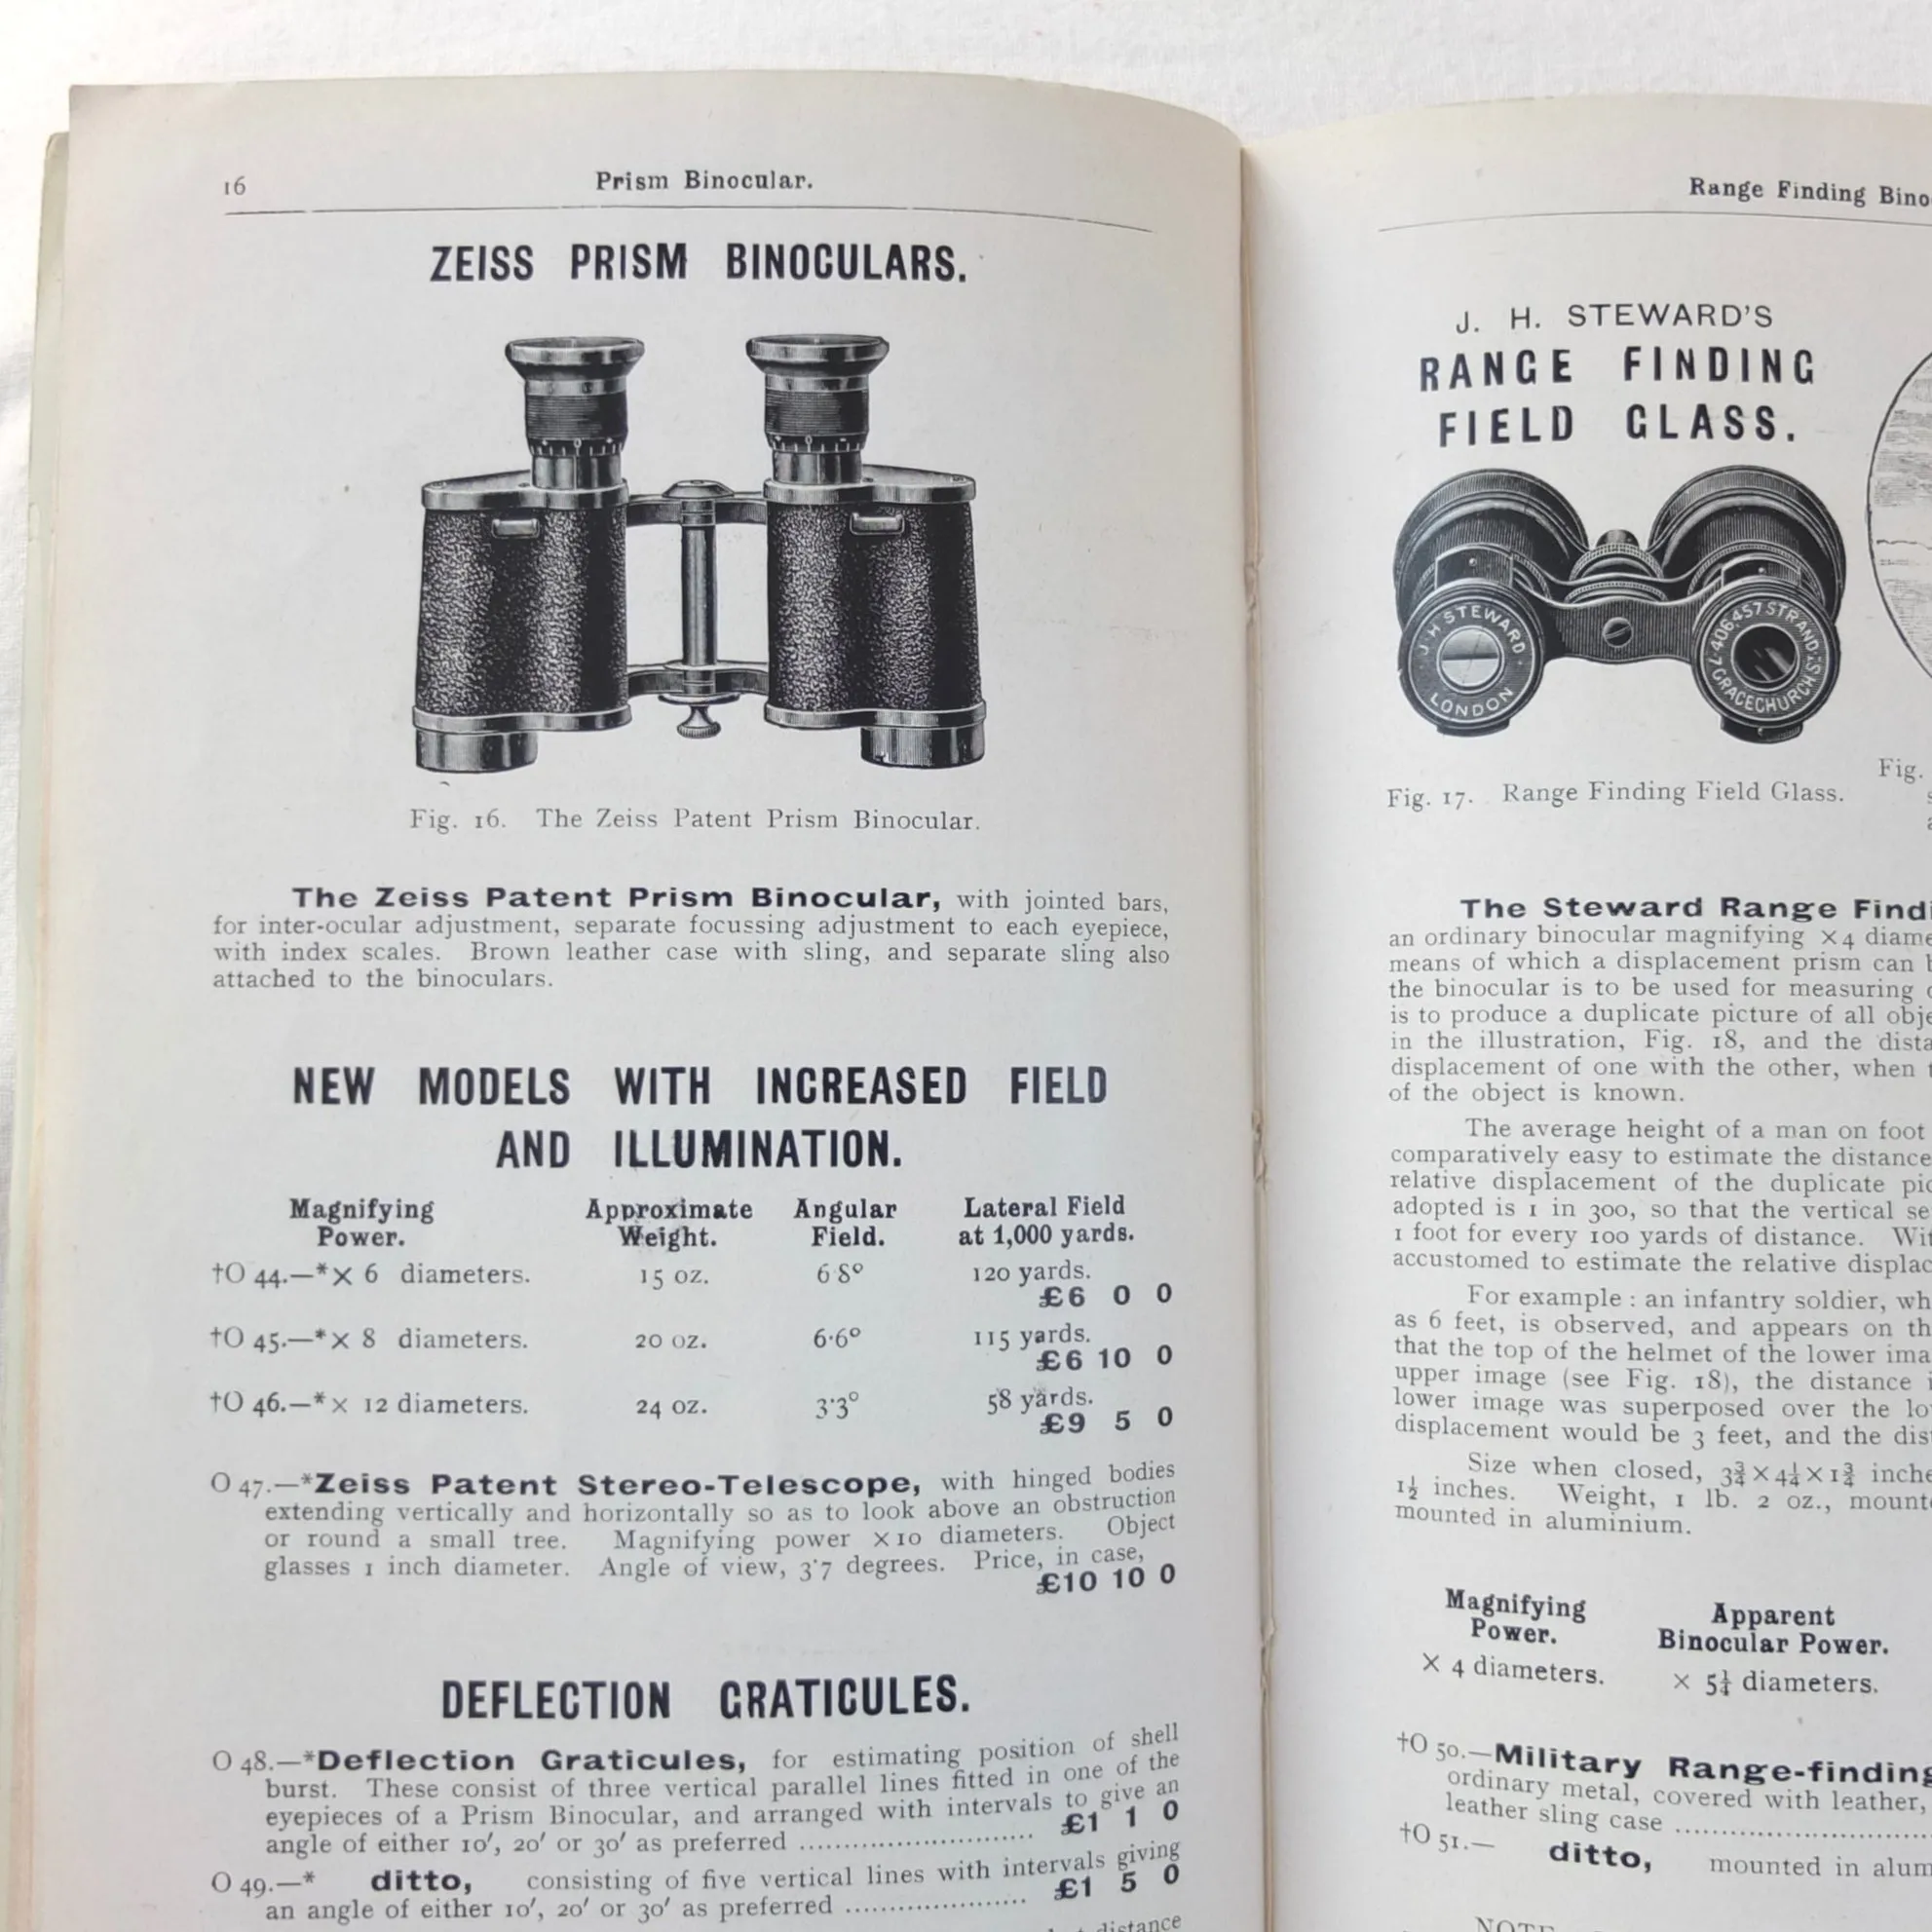 16
Prism Binocular.
ZEISS PRISM BINOCULARS.
Fig. 16. The Zeiss Patent Prism Binocular.
The Zeiss Patent Prism Binocular, with jointed bars,
for inter-ocular adjustment, separate focussing adjustment to each eyepiece,
with index scales. Brown leather case with sling, and separate sling also
attached to the binoculars.
NEW MODELS WITH INCREASED FIELD
AND ILLUMINATION.
Magnifying Approximate Angular Lateral Field
Power. Weight. Field. at 1,000 yards.
†O 44.—*× 6 diameters. 15 oz. 6·8° 120 yards.
£6 0 0
†O 45.—*× 8 diameters. 20 oz. 6·6° 115 yards.
£6 10 0
†O 46.—*× 12 diameters. 24 oz. 3·3° 58 yards.
£9 5 0
O 47.—*Zeiss Patent Stereo-Telescope, with hinged bodies
extending vertically and horizontally so as to look above an obstruction
or round a small tree. Magnifying power ×10 diameters. Object
glasses 1 inch diameter. Angle of view, 3·7 degrees. Price, in case,
£10 10 0
DEFLECTION GRATICULES.
O 48.—*Deflection Graticules, for estimating position of shell
burst. These consist of three vertical parallel lines fitted in one of the
eyepieces of a Prism Binocular, and arranged with intervals to give an
angle of either 10′, 20′ or 30′ as preferred .............................. £1 1 0
O 49.—* ditto, consisting of five vertical lines with intervals giving
an angle of either 10′, 20′ or 30′ as preferred ....................... £1 5 0
distance
Range Finding Bino
J. H. STEWARD'S
RANGE FINDING
FIELD GLASS.
J. H STEWARD
LONDON
406.457 STRAND.
7 GRACECHURCH ST.
Fig. 17. Range Finding Field Glass.
Fig.
The Steward Range Findi
an ordinary binocular magnifying ×4 diame
means of which a displacement prism can b
the binocular is to be used for measuring
is to produce a duplicate picture of all obje
in the illustration, Fig. 18, and the dista
displacement of one with the other, when t
of the object is known.
The average height of a man on foot
comparatively easy to estimate the distance
relative displacement of the duplicate pic
adopted is 1 in 300, so that the vertical se
1 foot for every 100 yards of distance. Wit
accustomed to estimate the relative displac
For example : an infantry soldier, wh
as 6 feet, is observed, and appears on th
that the top of the helmet of the lower ima
upper image (see Fig. 18), the distance i
lower image was superposed over the lo
displacement would be 3 feet, and the dis
Size when closed, 3¾×4¼×1¾ inche
1½ inches. Weight, 1 lb. 2 oz., mount
mounted in aluminium.
Magnifying Apparent
Power. Binocular Power.
× 4 diameters. × 5¼ diameters.
†O 50.—Military Range-finding
ordinary metal, covered with leather,
leather sling case ..............................
†O 51.— ditto, mounted in alum
NOTE